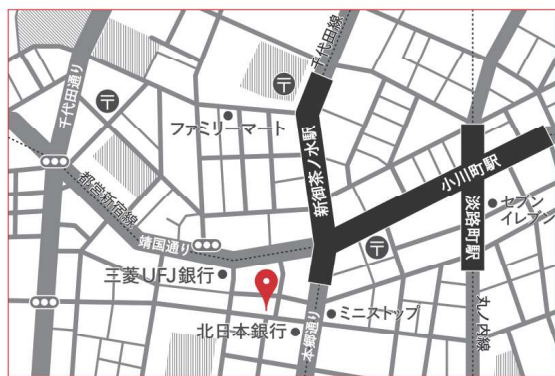 千代田線
千代田通り
〒
〒
ファミリーマート
新御茶ノ水駅
小川町駅
淡路町駅
都営新宿線
靖国通り
セブン
イレブン
〒
三菱UFJ銀行
ミニストップ
北日本銀行
本郷通り
丸ノ内線